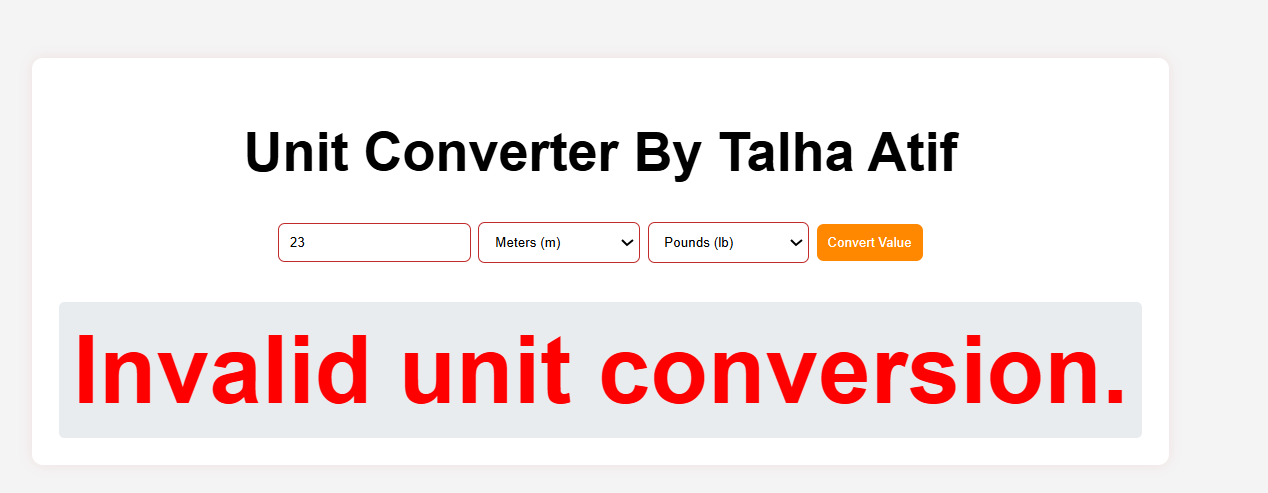 Unit Converter By Talha Atif
23 Meters (m) Pounds (lb) Convert Value
Invalid unit conversion.